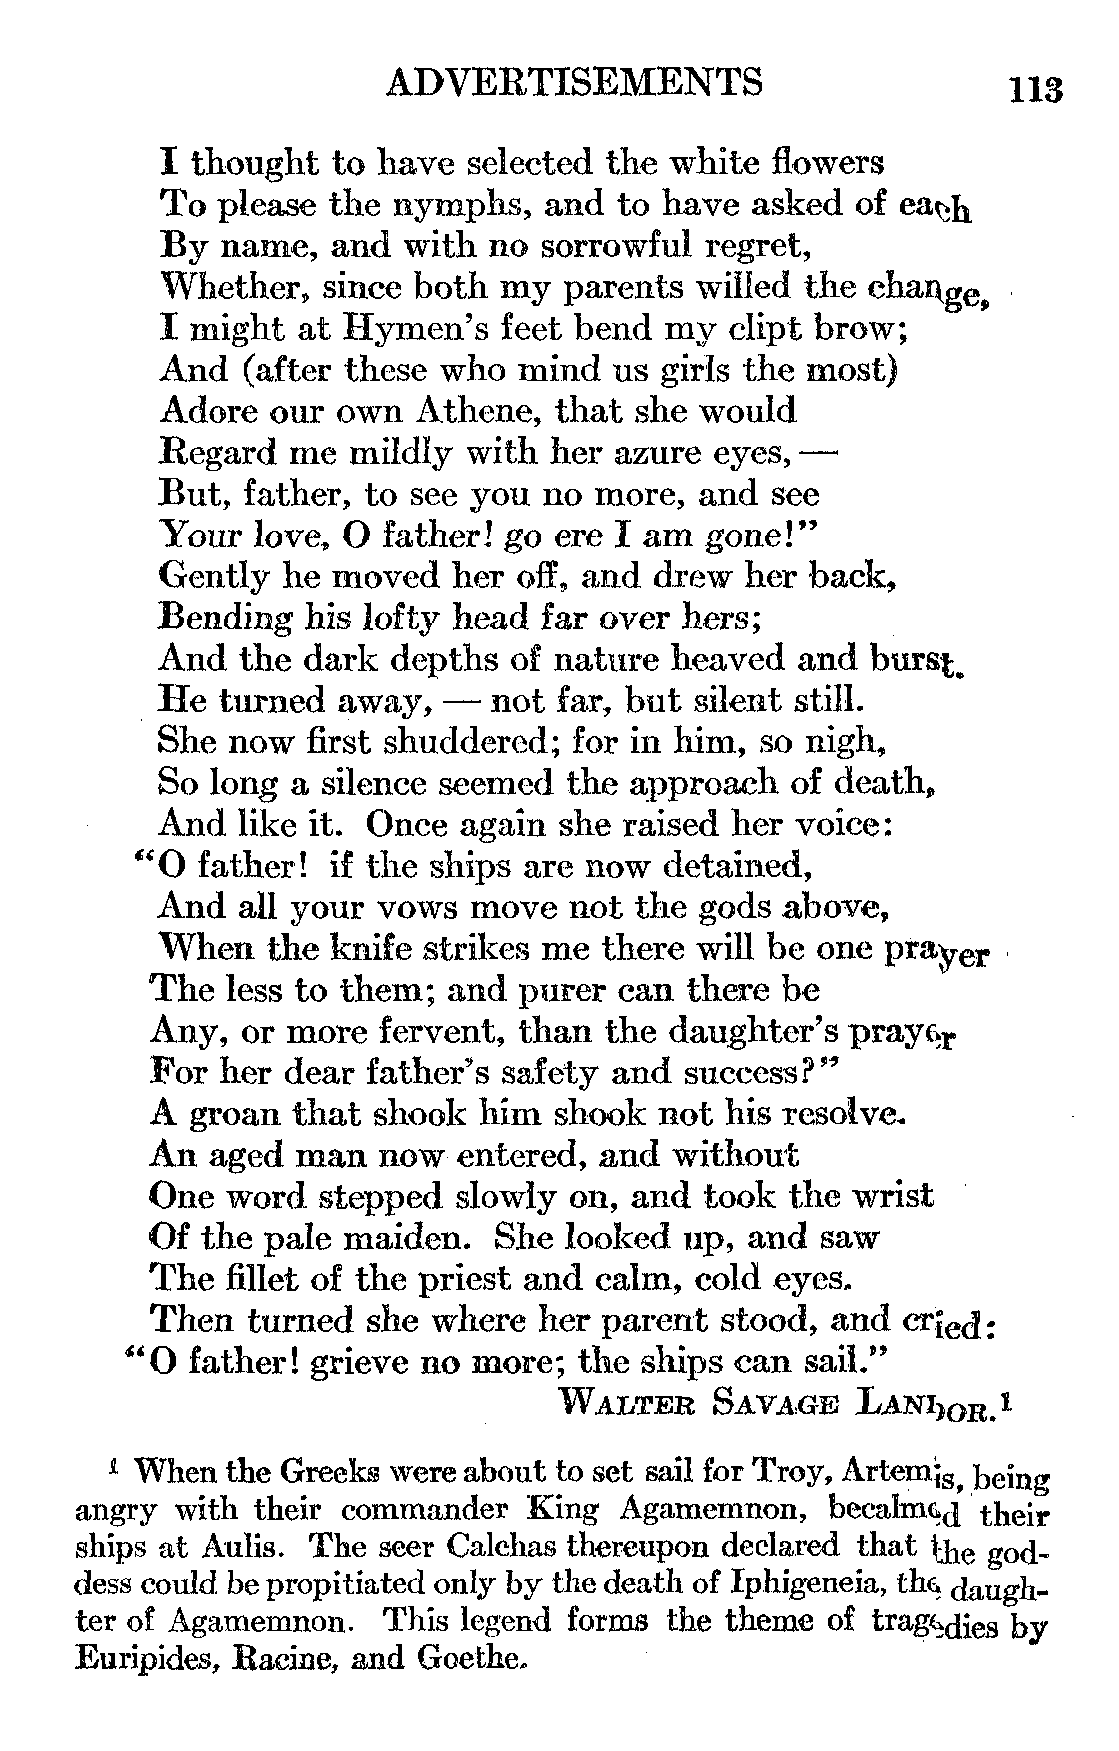 ADVERTISEMENTS 113
I thought to have selected the white flowers
To please the nymphs, and to have asked of each
By name, and with no sorrowful regret,
Whether, since both my parents willed the change,
I might at Hymen's feet bend my clipt brow;
And (after these who mind us girls the most)
Adore our own Athene, that she would
Regard me mildly with her azure eyes, —
But, father, to see you no more, and see
Your love, O father! go ere I am gone!"
Gently he moved her off, and drew her back,
Bending his lofty head far over hers;
And the dark depths of nature heaved and burst.
He turned away, — not far, but silent still.
She now first shuddered; for in him, so nigh,
So long a silence seemed the approach of death,
And like it. Once again she raised her voice:
"O father! if the ships are now detained,
And all your vows move not the gods above,
When the knife strikes me there will be one prayer
The less to them; and purer can there be
Any, or more fervent, than the daughter's prayer
For her dear father's safety and success?"
A groan that shook him shook not his resolve.
An aged man now entered, and without
One word stepped slowly on, and took the wrist
Of the pale maiden. She looked up, and saw
The fillet of the priest and calm, cold eyes.
Then turned she where her parent stood, and cried:
"O father! grieve no more; the ships can sail."
WALTER SAVAGE LANDOR.¹
¹ When the Greeks were about to set sail for Troy, Artemis, being
angry with their commander King Agamemnon, becalmed their
ships at Aulis. The seer Calchas thereupon declared that the god-
dess could be propitiated only by the death of Iphigeneia, the daugh-
ter of Agamemnon. This legend forms the theme of tragedies by
Euripides, Racine, and Goethe.